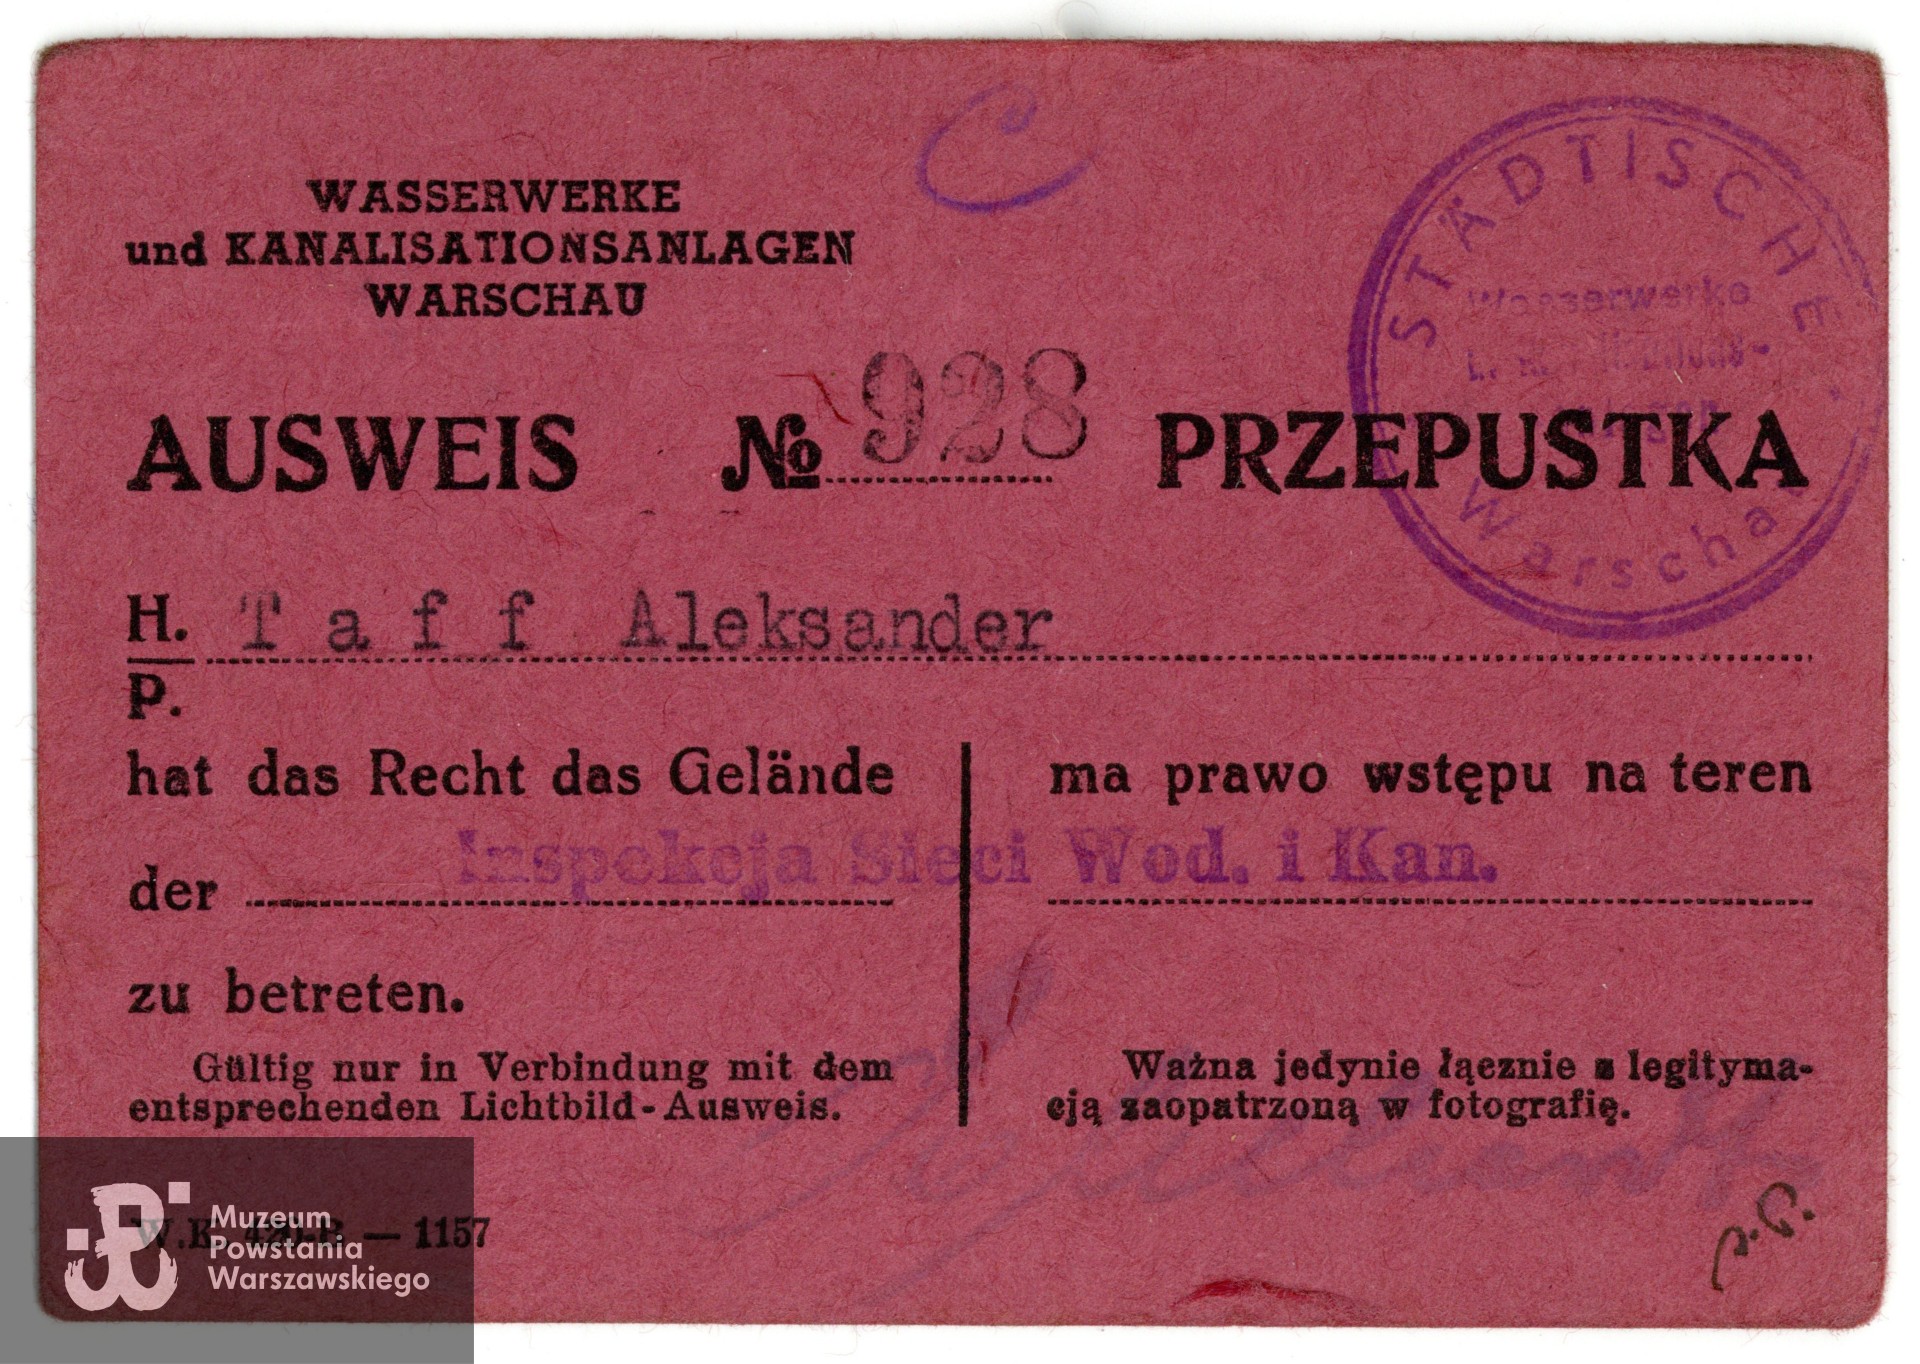 C
WASSERWERKE
und KANALISATIONSANLAGEN
WARSCHAU
STÄDTISCHE
Wasserwerke
Warschau
AUSWEIS № 928 PRZEPUSTKA
H. Taff Aleksander
P.
hat das Recht das Gelände
ma prawo wstępu na teren
der Inspekcja Sieci Wod. i Kan.
zu betreten.
Gültig nur in Verbindung mit dem
entsprechenden Lichtbild-Ausweis.
Ważna jedynie łącznie z legityma-
cją zaopatrzoną w fotografię.
— 1157
Muzeum
Powstania
Warszawskiego